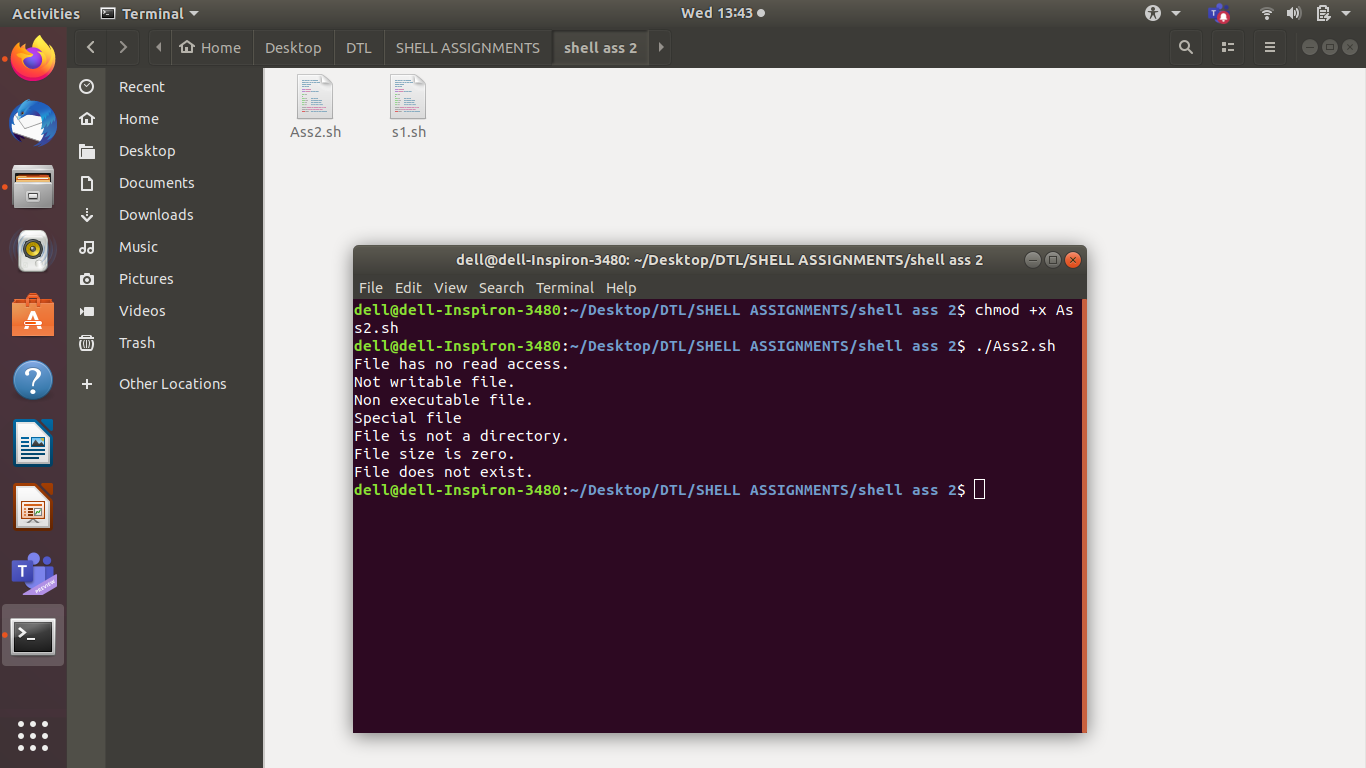 Activities Terminal Wed 13:43
Home Desktop DTL SHELL ASSIGNMENTS shell ass 2
Recent
Home
Desktop
Documents
Downloads
Music
Pictures
Videos
Trash
Other Locations
Ass2.sh s1.sh
dell@dell-Inspiron-3480: ~/Desktop/DTL/SHELL ASSIGNMENTS/shell ass 2
File Edit View Search Terminal Help
dell@dell-Inspiron-3480:~/Desktop/DTL/SHELL ASSIGNMENTS/shell ass 2$ chmod +x As
s2.sh
dell@dell-Inspiron-3480:~/Desktop/DTL/SHELL ASSIGNMENTS/shell ass 2$ ./Ass2.sh
File has no read access.
Not writable file.
Non executable file.
Special file
File is not a directory.
File size is zero.
File does not exist.
dell@dell-Inspiron-3480:~/Desktop/DTL/SHELL ASSIGNMENTS/shell ass 2$
T
PREVIEW